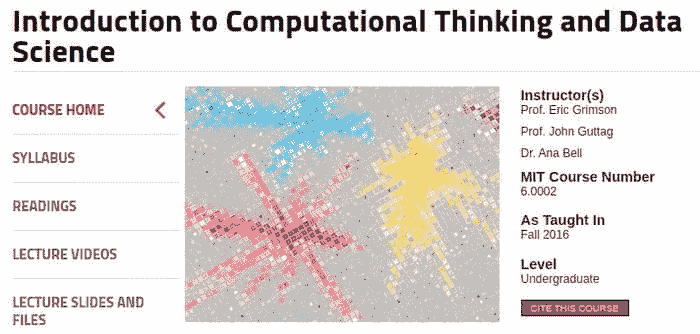 Introduction to Computational Thinking and Data
Science
COURSE HOME
SYLLABUS
READINGS
LECTURE VIDEOS
LECTURE SLIDES AND
FILES
Instructor(s)
Prof. Eric Grimson
Prof. John Guttag
Dr. Ana Bell
MIT Course Number
6.0002
As Taught In
Fall 2016
Level
Undergraduate
CITE THIS COURSE